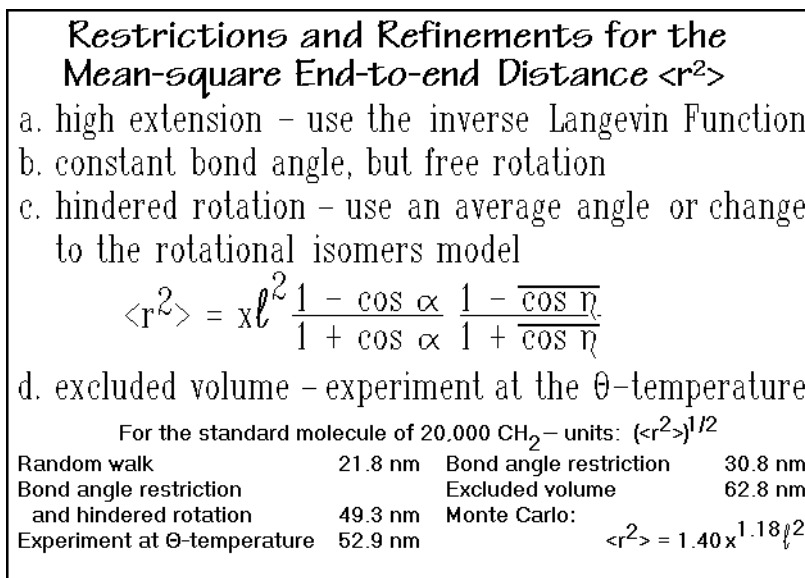 Restrictions and Refinements for the
Mean-square End-to-end Distance <r²>
a. high extension – use the inverse Langevin Function
b. constant bond angle, but free rotation
c. hindered rotation – use an average angle or change
to the rotational isomers model
<r²> = xℓ² (1 - cos α)/(1 + cos α) (1 - \overline{cos η})/(1 + \overline{cos η})
d. excluded volume – experiment at the Θ-temperature
For the standard molecule of 20,000 CH₂– units: (<r²>)^1/2
Random walk 21.8 nm Bond angle restriction 30.8 nm
Bond angle restriction Excluded volume 62.8 nm
and hindered rotation 49.3 nm Monte Carlo:
Experiment at Θ-temperature 52.9 nm <r²> = 1.40 x^1.18 ℓ²